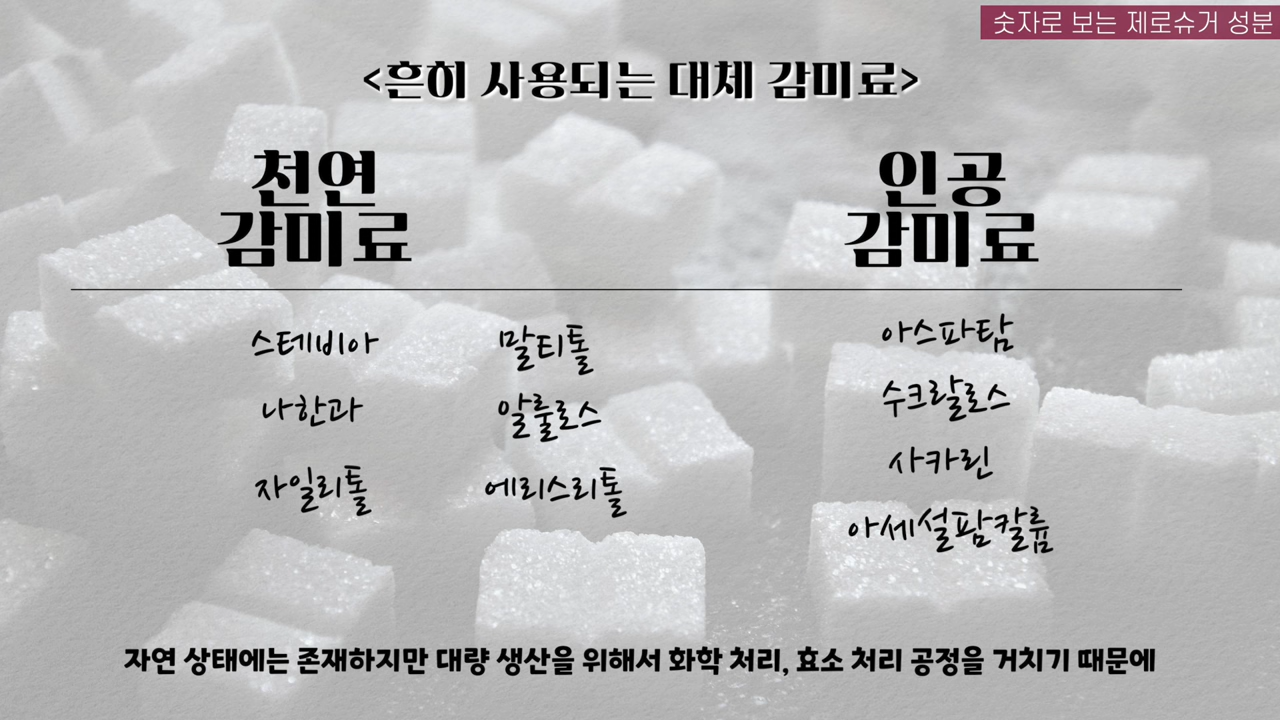 숫자로 보는 제로슈거 성분
<흔히 사용되는 대체 감미료>
천연
감미료
인공
감미료
스테비아
나한과
자일리톨
말티톨
알룰로스
에리스리톨
아스파탐
수크랄로스
사카린
아세설팜칼륨
자연 상태에는 존재하지만 대량 생산을 위해서 화학 처리, 효소 처리 공정을 거치기 때문에